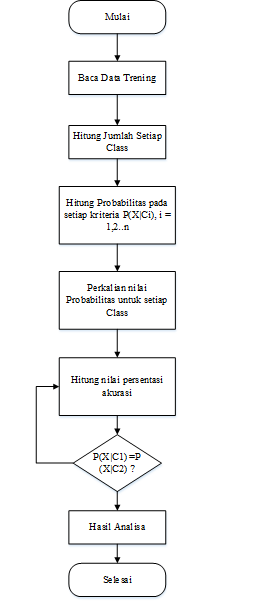 Mulai
Baca Data Trening
Hitung Jumlah Setiap
Class
Hitung Probabilitas pada
setiap kriteria P(X|Ci), i =
1,2..n
Perkalian nilai
Probabilitas untuk setiap
Class
Hitung nilai persentasi
akurasi
P(X|C1) =P
(X|C2) ?
Hasil Analisa
Selesai